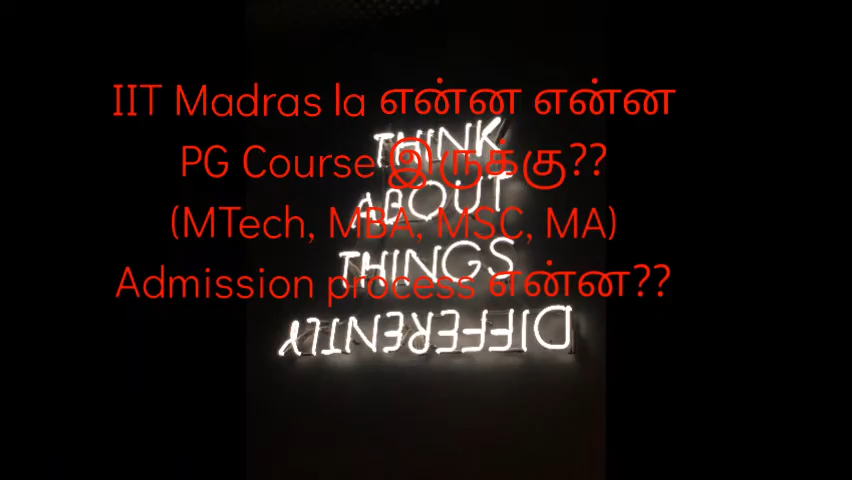 IIT Madras la என்ன என்ன
PG Course இருக்கு??
(MTech, MBA, MSC, MA)
Admission process என்ன??
THINK
ABOUT
THINGS
DIFFERENTLY